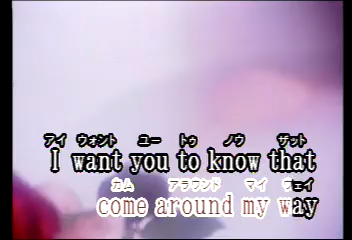 アイ ウォント ユー トゥ ノウ ザット
I want you to know that
カム アラウンド マイ ウェイ
come around my way